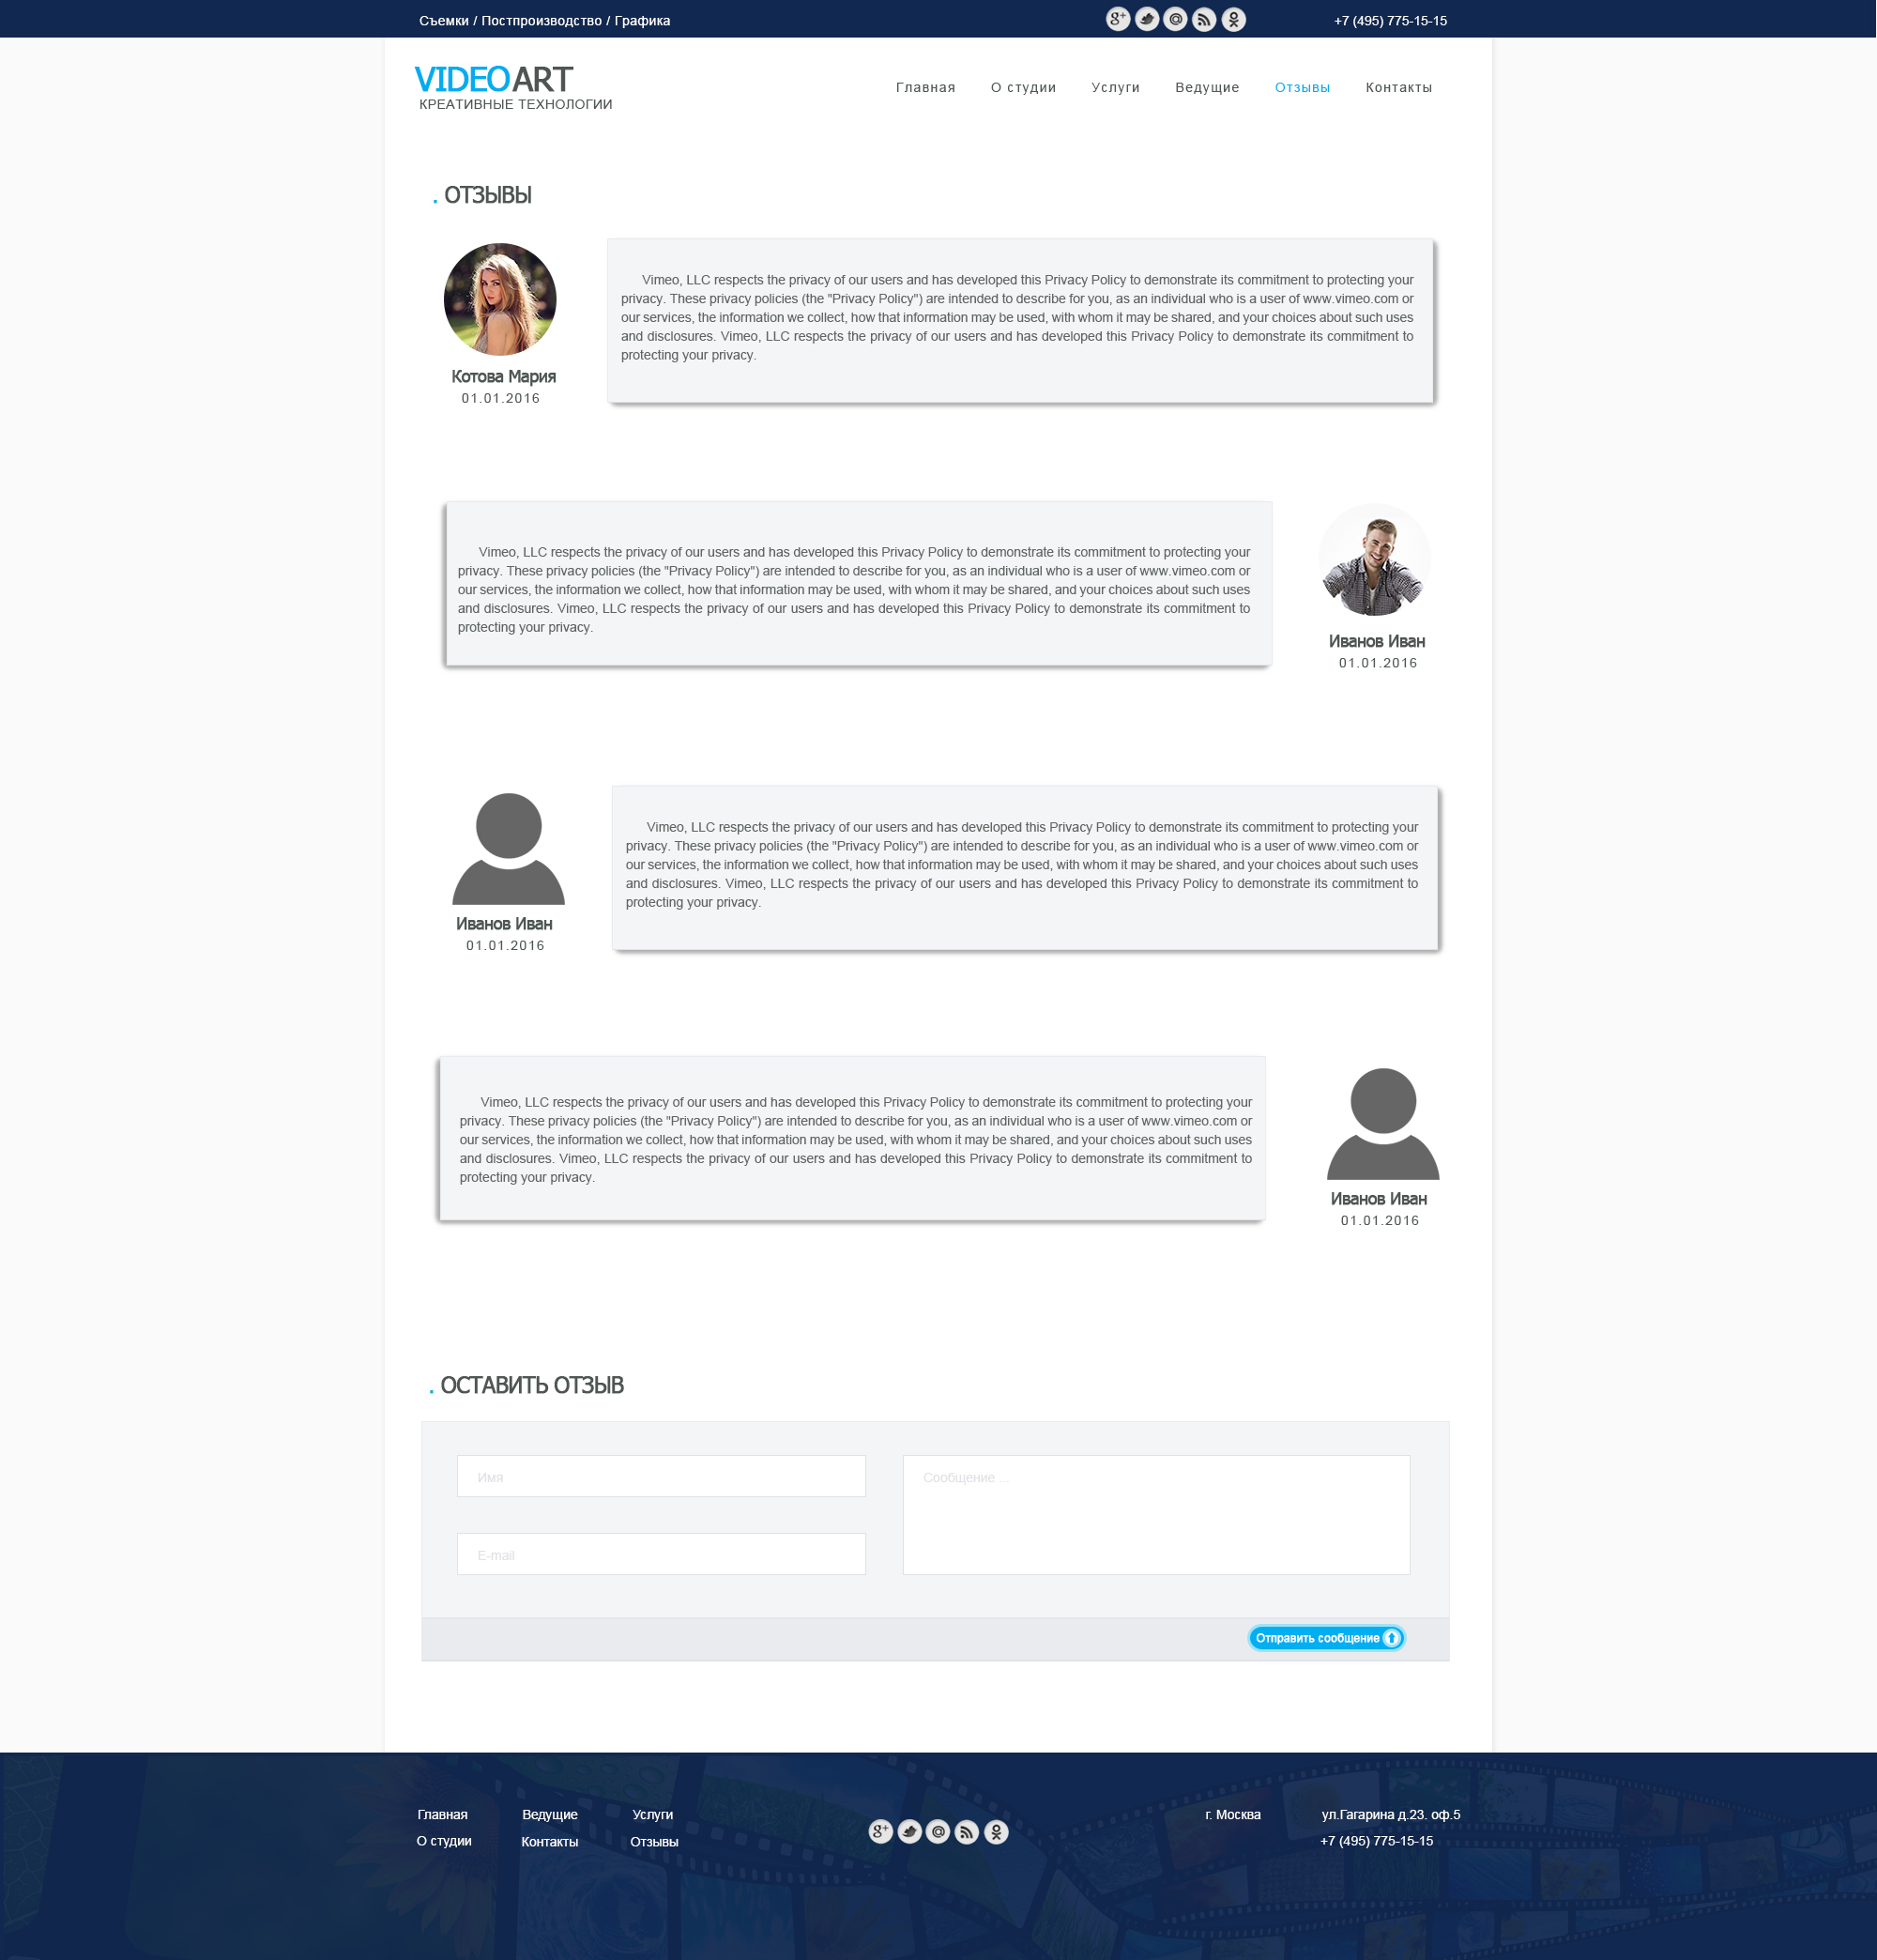 Съемки / Постпроизводство / Графика
+7 (495) 775-15-15
VIDEOART
КРЕАТИВНЫЕ ТЕХНОЛОГИИ
Главная О студии Услуги Ведущие Отзывы Контакты
. ОТЗЫВЫ
Vimeo, LLC respects the privacy of our users and has developed this Privacy Policy to demonstrate its commitment to protecting your
privacy. These privacy policies (the "Privacy Policy") are intended to describe for you, as an individual who is a user of www.vimeo.com or
our services, the information we collect, how that information may be used, with whom it may be shared, and your choices about such uses
and disclosures. Vimeo, LLC respects the privacy of our users and has developed this Privacy Policy to demonstrate its commitment to
protecting your privacy.
Котова Мария
01.01.2016
Vimeo, LLC respects the privacy of our users and has developed this Privacy Policy to demonstrate its commitment to protecting your
privacy. These privacy policies (the "Privacy Policy") are intended to describe for you, as an individual who is a user of www.vimeo.com or
our services, the information we collect, how that information may be used, with whom it may be shared, and your choices about such uses
and disclosures. Vimeo, LLC respects the privacy of our users and has developed this Privacy Policy to demonstrate its commitment to
protecting your privacy.
Иванов Иван
01.01.2016
Vimeo, LLC respects the privacy of our users and has developed this Privacy Policy to demonstrate its commitment to protecting your
privacy. These privacy policies (the "Privacy Policy") are intended to describe for you, as an individual who is a user of www.vimeo.com or
our services, the information we collect, how that information may be used, with whom it may be shared, and your choices about such uses
and disclosures. Vimeo, LLC respects the privacy of our users and has developed this Privacy Policy to demonstrate its commitment to
protecting your privacy.
Иванов Иван
01.01.2016
Vimeo, LLC respects the privacy of our users and has developed this Privacy Policy to demonstrate its commitment to protecting your
privacy. These privacy policies (the "Privacy Policy") are intended to describe for you, as an individual who is a user of www.vimeo.com or
our services, the information we collect, how that information may be used, with whom it may be shared, and your choices about such uses
and disclosures. Vimeo, LLC respects the privacy of our users and has developed this Privacy Policy to demonstrate its commitment to
protecting your privacy.
Иванов Иван
01.01.2016
. ОСТАВИТЬ ОТЗЫВ
Имя
Сообщение ...
E-mail
Отправить сообщение
Главная Ведущие Услуги
О студии Контакты Отзывы
г. Москва ул.Гагарина д.23. оф.5
+7 (495) 775-15-15